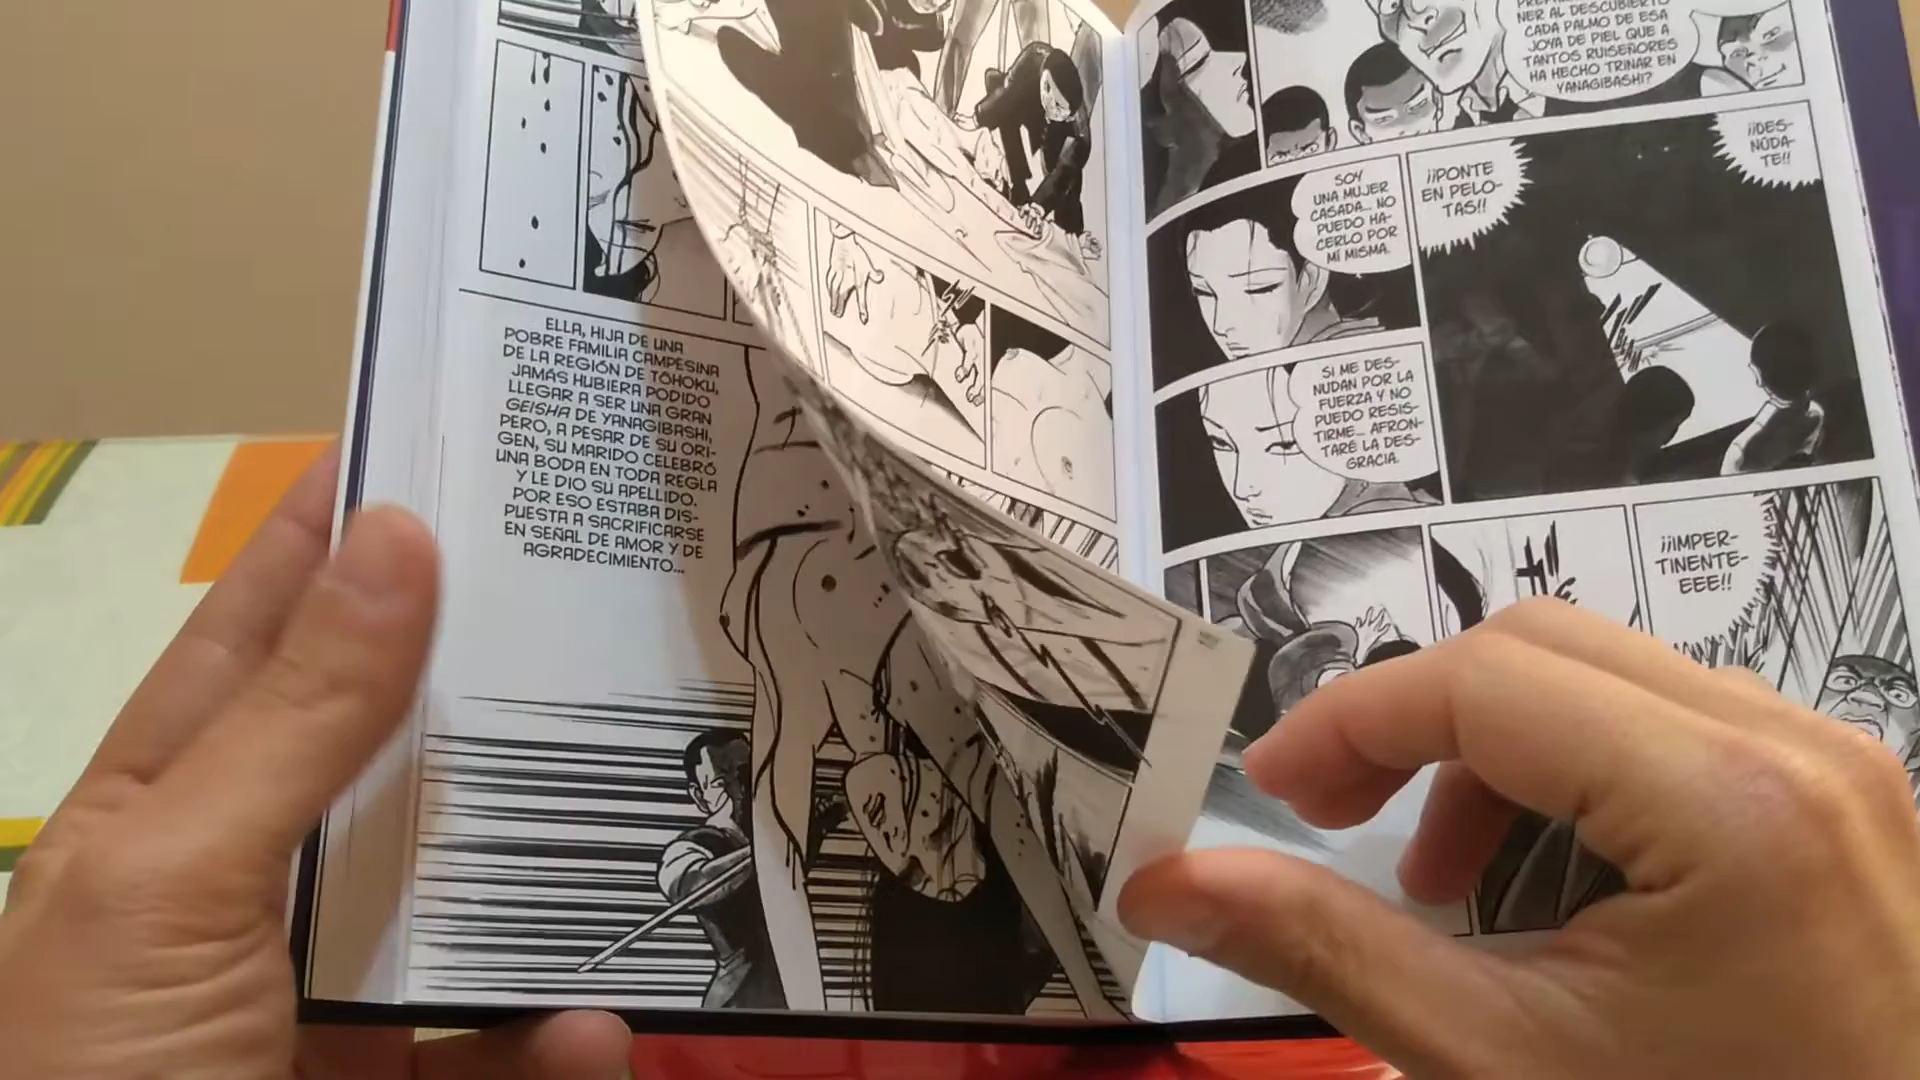 ELLA, HIJA DE UNA
POBRE FAMILIA CAMPESINA
DE LA REGIÓN DE TÔHOKU,
JAMÁS HUBIERA PODIDO
LLEGAR A SER UNA GRAN
GEISHA DE YANAGIBASHI,
PERO, A PESAR DE SU ORI-
GEN, SU MARIDO CELEBRÓ
UNA BODA EN TODA REGLA
Y LE DIO SU APELLIDO.
POR ESO ESTABA DIS-
PUESTA A SACRIFICARSE
EN SEÑAL DE AMOR Y DE
AGRADECIMIENTO...
NER AL DESCUBIERTO
CADA PALMO DE ESA
JOYA DE PIEL QUE A
TANTOS RUISEÑORES
HA HECHO TRINAR EN
YANAGIBASHI?
SOY
UNA MUJER
CASADA... NO
PUEDO HA-
CERLO POR
MÍ MISMA.
¡¡PONTE
EN PELO-
TAS!!
¡¡DES-
NÚDA-
TE!!
SI ME DES-
NUDAN POR LA
FUERZA Y NO
PUEDO RESIS-
TIRME... AFRON-
TARÉ LA DES-
GRACIA.
¡¡IMPER-
TINENTE-
EEE!!